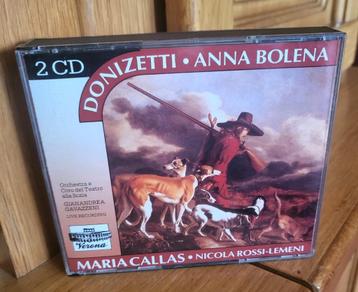 2 CD
DONIZETTI • ANNA BOLENA
Orchestra e
Coro del Teatro
alla Scala
GIANANDREA
GAVAZZENI
LIVE RECORDING
Verona
MARIA CALLAS • NICOLA ROSSI-LEMENI